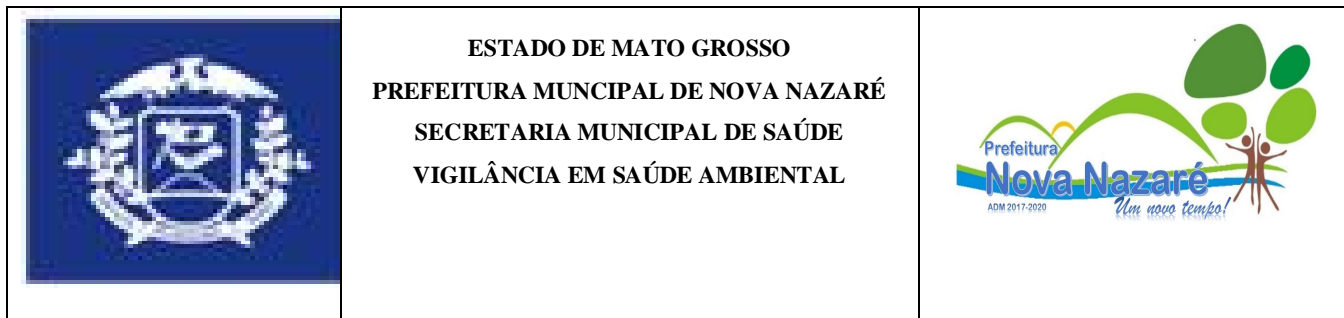 ESTADO DE MATO GROSSO
PREFEITURA MUNCIPAL DE NOVA NAZARÉ
SECRETARIA MUNICIPAL DE SAÚDE
VIGILÂNCIA EM SAÚDE AMBIENTAL
Prefeitura
Nova Nazaré
ADM 2017-2020
Um novo tempo!